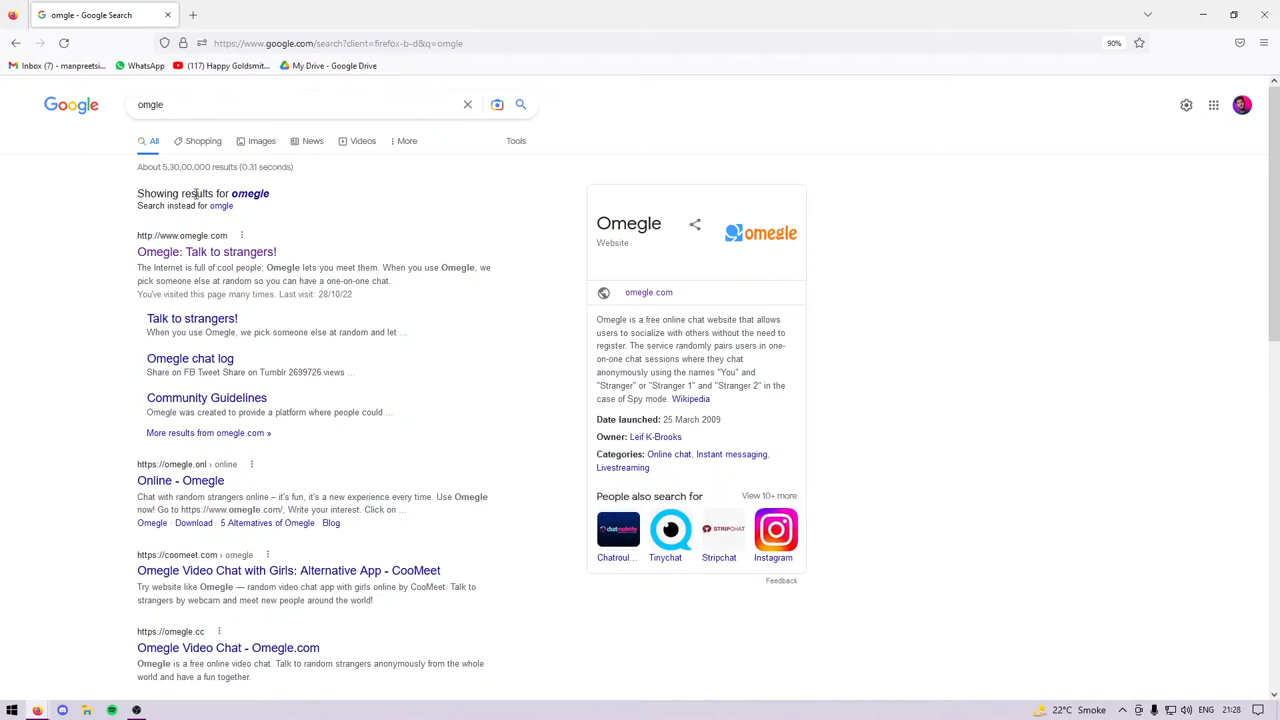 omgle - Google Search
https://www.google.com/search?client=firefox-b-d&q=omgle
90%
Inbox (7) - manpreetsi...
WhatsApp
(117) Happy Goldsmit...
My Drive - Google Drive
Google
omgle
All
Shopping
Images
News
Videos
More
Tools
About 5,30,00,000 results (0.31 seconds)
Showing results for omegle
Search instead for omgle
http://www.omegle.com
Omegle: Talk to strangers!
The Internet is full of cool people; Omegle lets you meet them. When you use Omegle, we
pick someone else at random so you can have a one-on-one chat.
You've visited this page many times. Last visit: 28/10/22
Talk to strangers!
When you use Omegle, we pick someone else at random and let ...
Omegle chat log
Share on FB Tweet Share on Tumblr 2699726 views ...
Community Guidelines
Omegle was created to provide a platform where people could ...
More results from omegle.com »
https://omegle.onl › online
Online - Omegle
Chat with random strangers online – it's fun, it's a new experience every time. Use Omegle
now! Go to https://www.omegle.com/, Write your interest. Click on ...
Omegle · Download · 5 Alternatives of Omegle · Blog
https://coomeet.com › omegle
Omegle Video Chat with Girls: Alternative App - CooMeet
Try website like Omegle — random video chat app with girls online by CooMeet. Talk to
strangers by webcam and meet new people around the world!
https://omegle.cc
Omegle Video Chat - Omegle.com
Omegle is a free online video chat. Talk to random strangers anonymously from the whole
world and have a fun together.
Omegle
Website
omegle
omegle.com
Omegle is a free online chat website that allows
users to socialize with others without the need to
register. The service randomly pairs users in one-
on-one chat sessions where they chat
anonymously using the names "You" and
"Stranger" or "Stranger 1" and "Stranger 2" in the
case of Spy mode. Wikipedia
Date launched: 25 March 2009
Owner: Leif K-Brooks
Categories: Online chat, Instant messaging,
Livestreaming
People also search for
View 10+ more
chatroulette
STRIPCHAT
Chatroul...
Tinychat
Stripchat
Instagram
Feedback
22°C Smoke
ENG
21:28